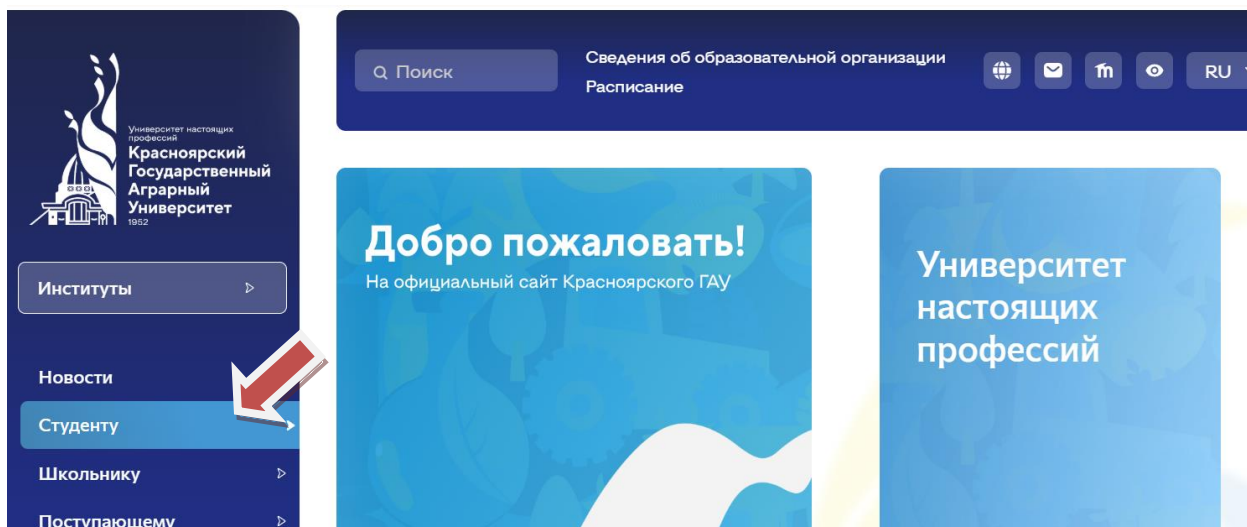 Университет настоящих
профессий
Красноярский
Государственный
Аграрный
Университет
1952
Институты
Новости
Студенту
Школьнику
Поступающему
Поиск
Сведения об образовательной организации
Расписание
RU
Добро пожаловать!
На официальный сайт Красноярского ГАУ
Университет
настоящих
профессий